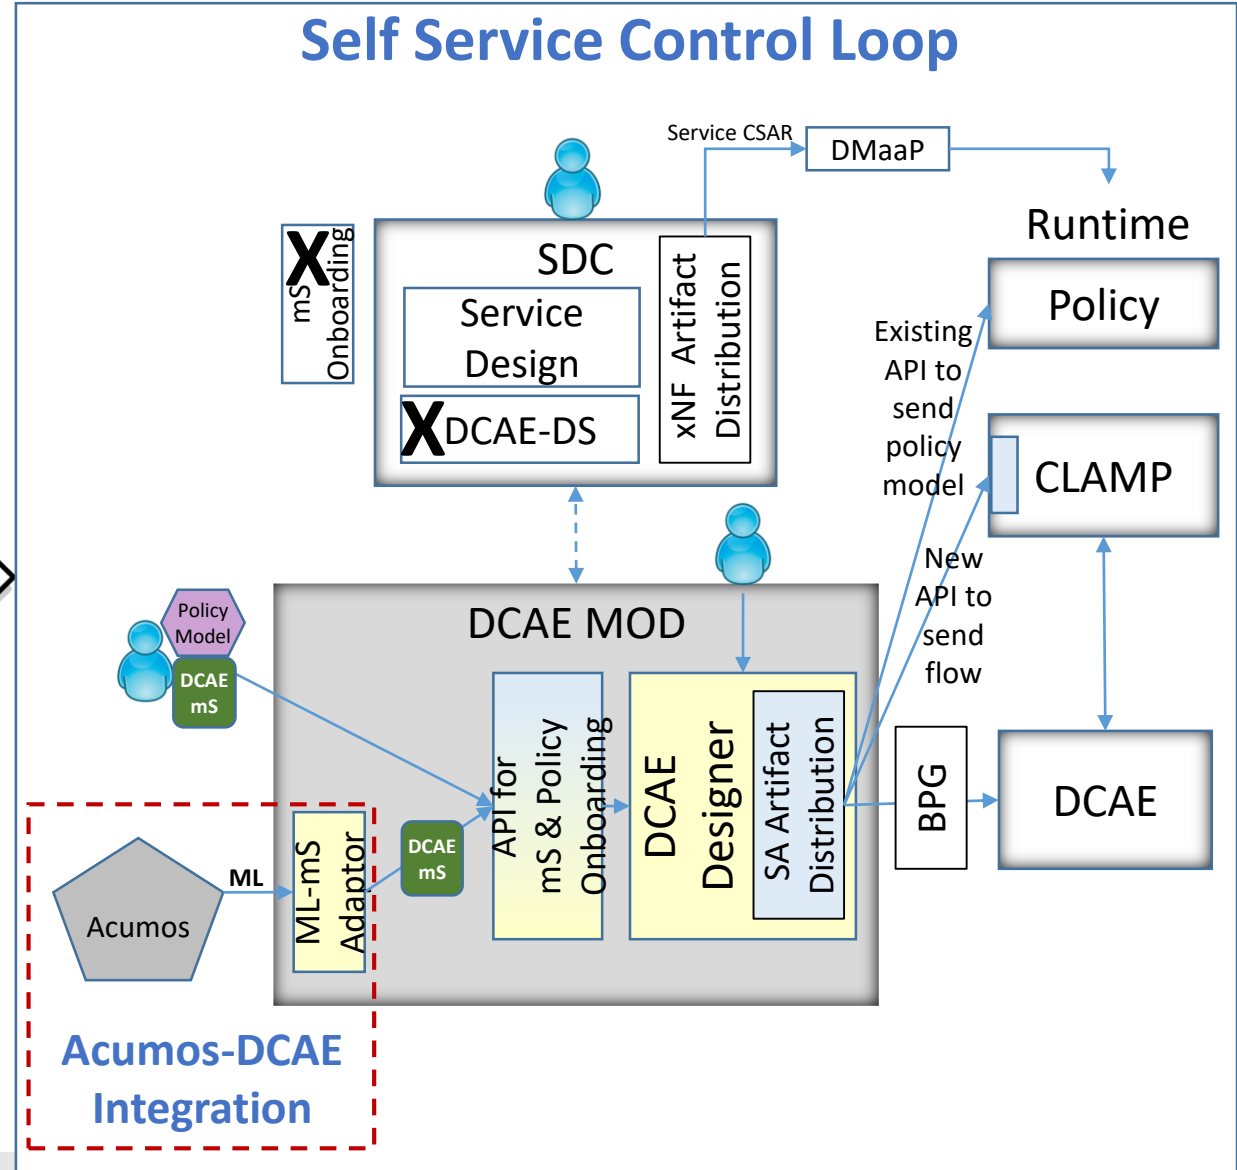 Self Service Control Loop
Service CSAR
DMaaP
Runtime
mS
Onboarding
X
SDC
Service
Design
X
DCAE-DS
xNF Artifact
Distribution
Policy
Existing
API to
send
policy
model
CLAMP
New
API to
send
flow
Policy
Model
DCAE
mS
DCAE MOD
API for
mS & Policy
Onboarding
DCAE
Designer
SA Artifact
Distribution
BPG
DCAE
Acumos
ML
ML-mS
Adaptor
DCAE
mS
Acumos-DCAE
Integration